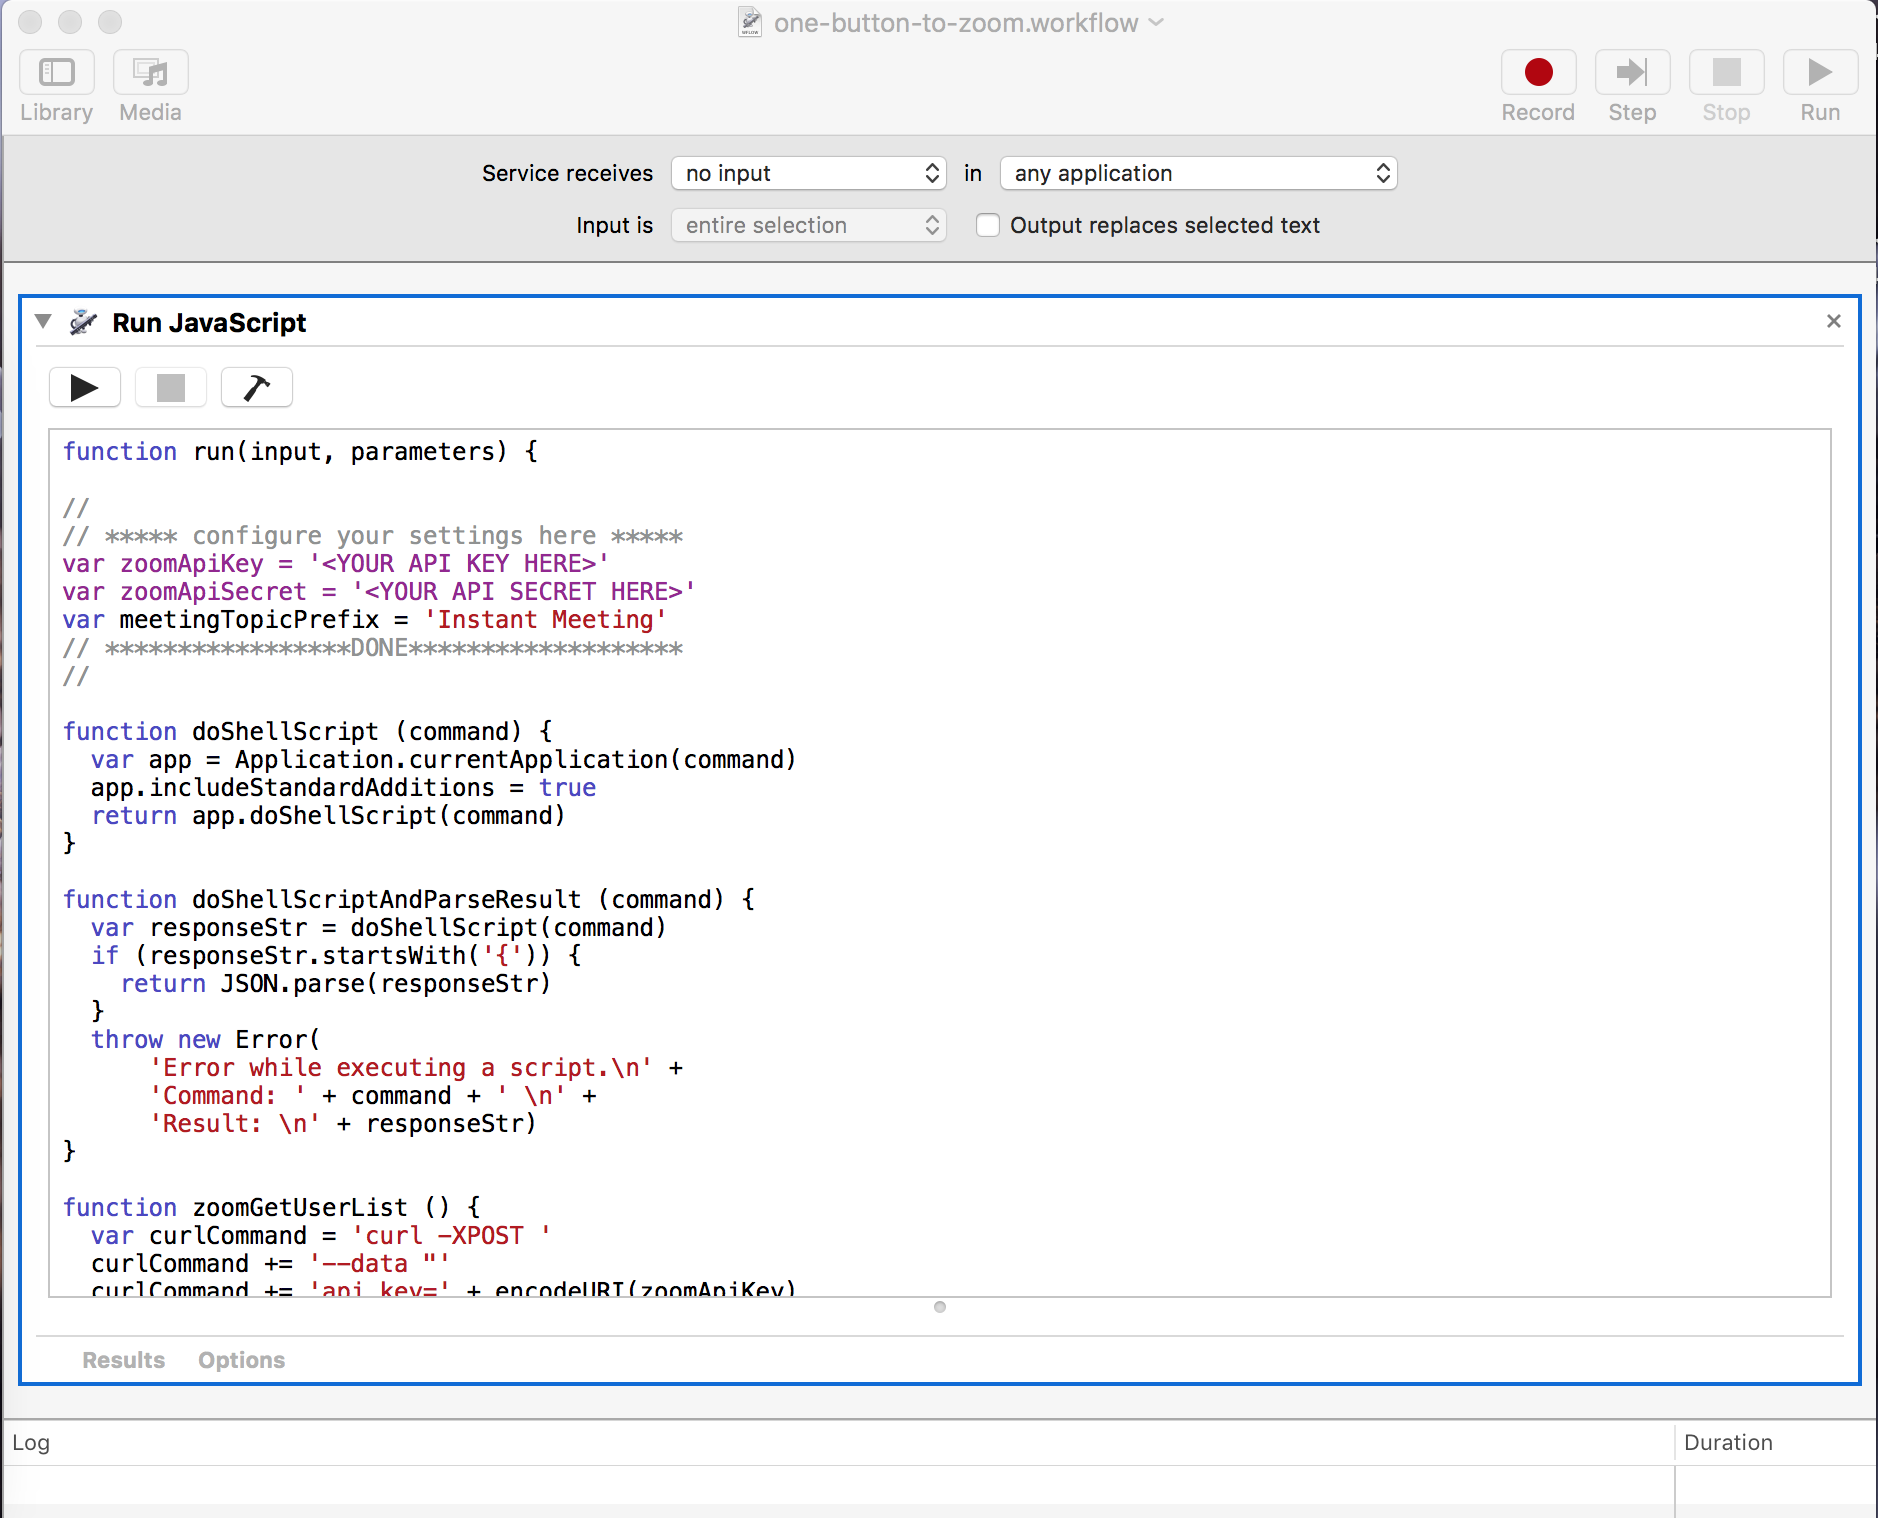 one-button-to-zoom.workflow
Library Media Record Step Stop Run
Service receives no input in any application
Input is entire selection Output replaces selected text
Run JavaScript
function run(input, parameters) {
//
// ***** configure your settings here *****
var zoomApiKey = '<YOUR API KEY HERE>'
var zoomApiSecret = '<YOUR API SECRET HERE>'
var meetingTopicPrefix = 'Instant Meeting'
// *****************DONE*******************
//
function doShellScript (command) {
  var app = Application.currentApplication(command)
  app.includeStandardAdditions = true
  return app.doShellScript(command)
}
function doShellScriptAndParseResult (command) {
  var responseStr = doShellScript(command)
  if (responseStr.startsWith('{')) {
    return JSON.parse(responseStr)
  }
  throw new Error(
      'Error while executing a script.\n' +
      'Command: ' + command + ' \n' +
      'Result: \n' + responseStr)
}
function zoomGetUserList () {
  var curlCommand = 'curl -XPOST '
  curlCommand += '--data "'
  curlCommand += 'api_key=' + encodeURI(zoomApiKey)
Results Options
Log Duration